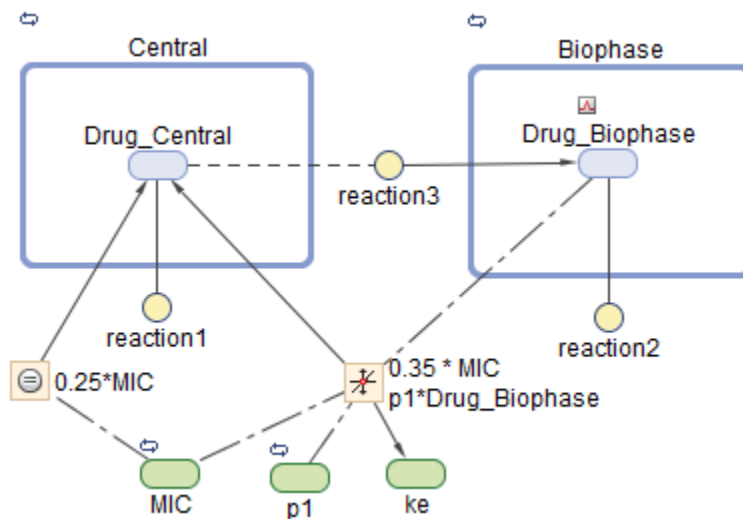 Central
Biophase
Drug_Central
Drug_Biophase
reaction3
reaction1
reaction2
0.25*MIC
0.35 * MIC
p1*Drug_Biophase
MIC
p1
ke